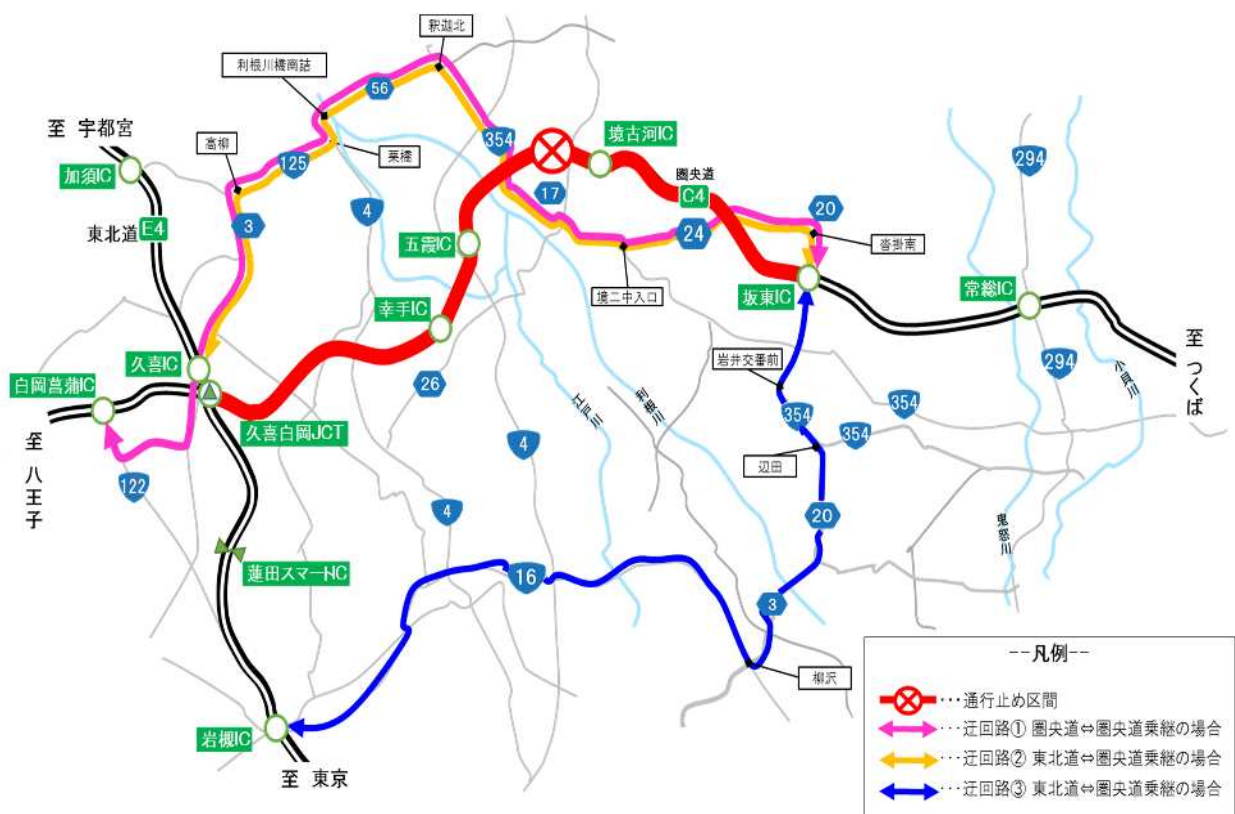 釈迦北
利根川橋南詰
56
至 宇都宮
高柳
354
境古河IC
125
栗橋
圏央道
294
加須IC
C4
17
20
東北道 E4
3
4
24
沓掛南
五霞IC
境二中入口
坂東IC
常総IC
幸手IC
至 つくば
久喜IC
岩井交番前
294
小貝川
白岡菖蒲IC
26
江戸川
利根川
354
354
354
久喜白岡JCT
4
辺田
至 八王子
122
4
20
鬼怒川
蓮田スマートIC
16
3
柳沢
岩槻IC
至 東京
--凡例--
･･･通行止め区間
･･･迂回路① 圏央道⇔圏央道乗継の場合
･･･迂回路② 東北道⇔圏央道乗継の場合
･･･迂回路③ 東北道⇔圏央道乗継の場合